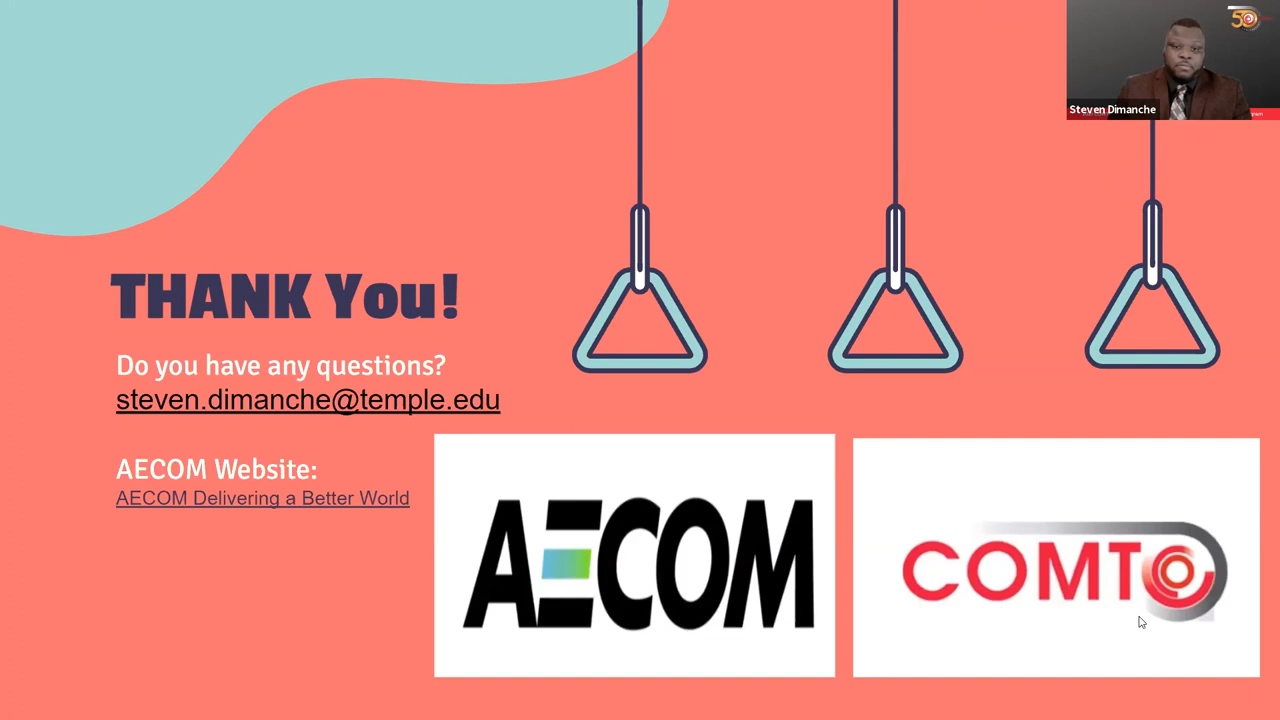 50
Steven Dimanche
THANK You!
Do you have any questions?
steven.dimanche@temple.edu
AECOM Website:
AECOM Delivering a Better World
AECOM
COMTO